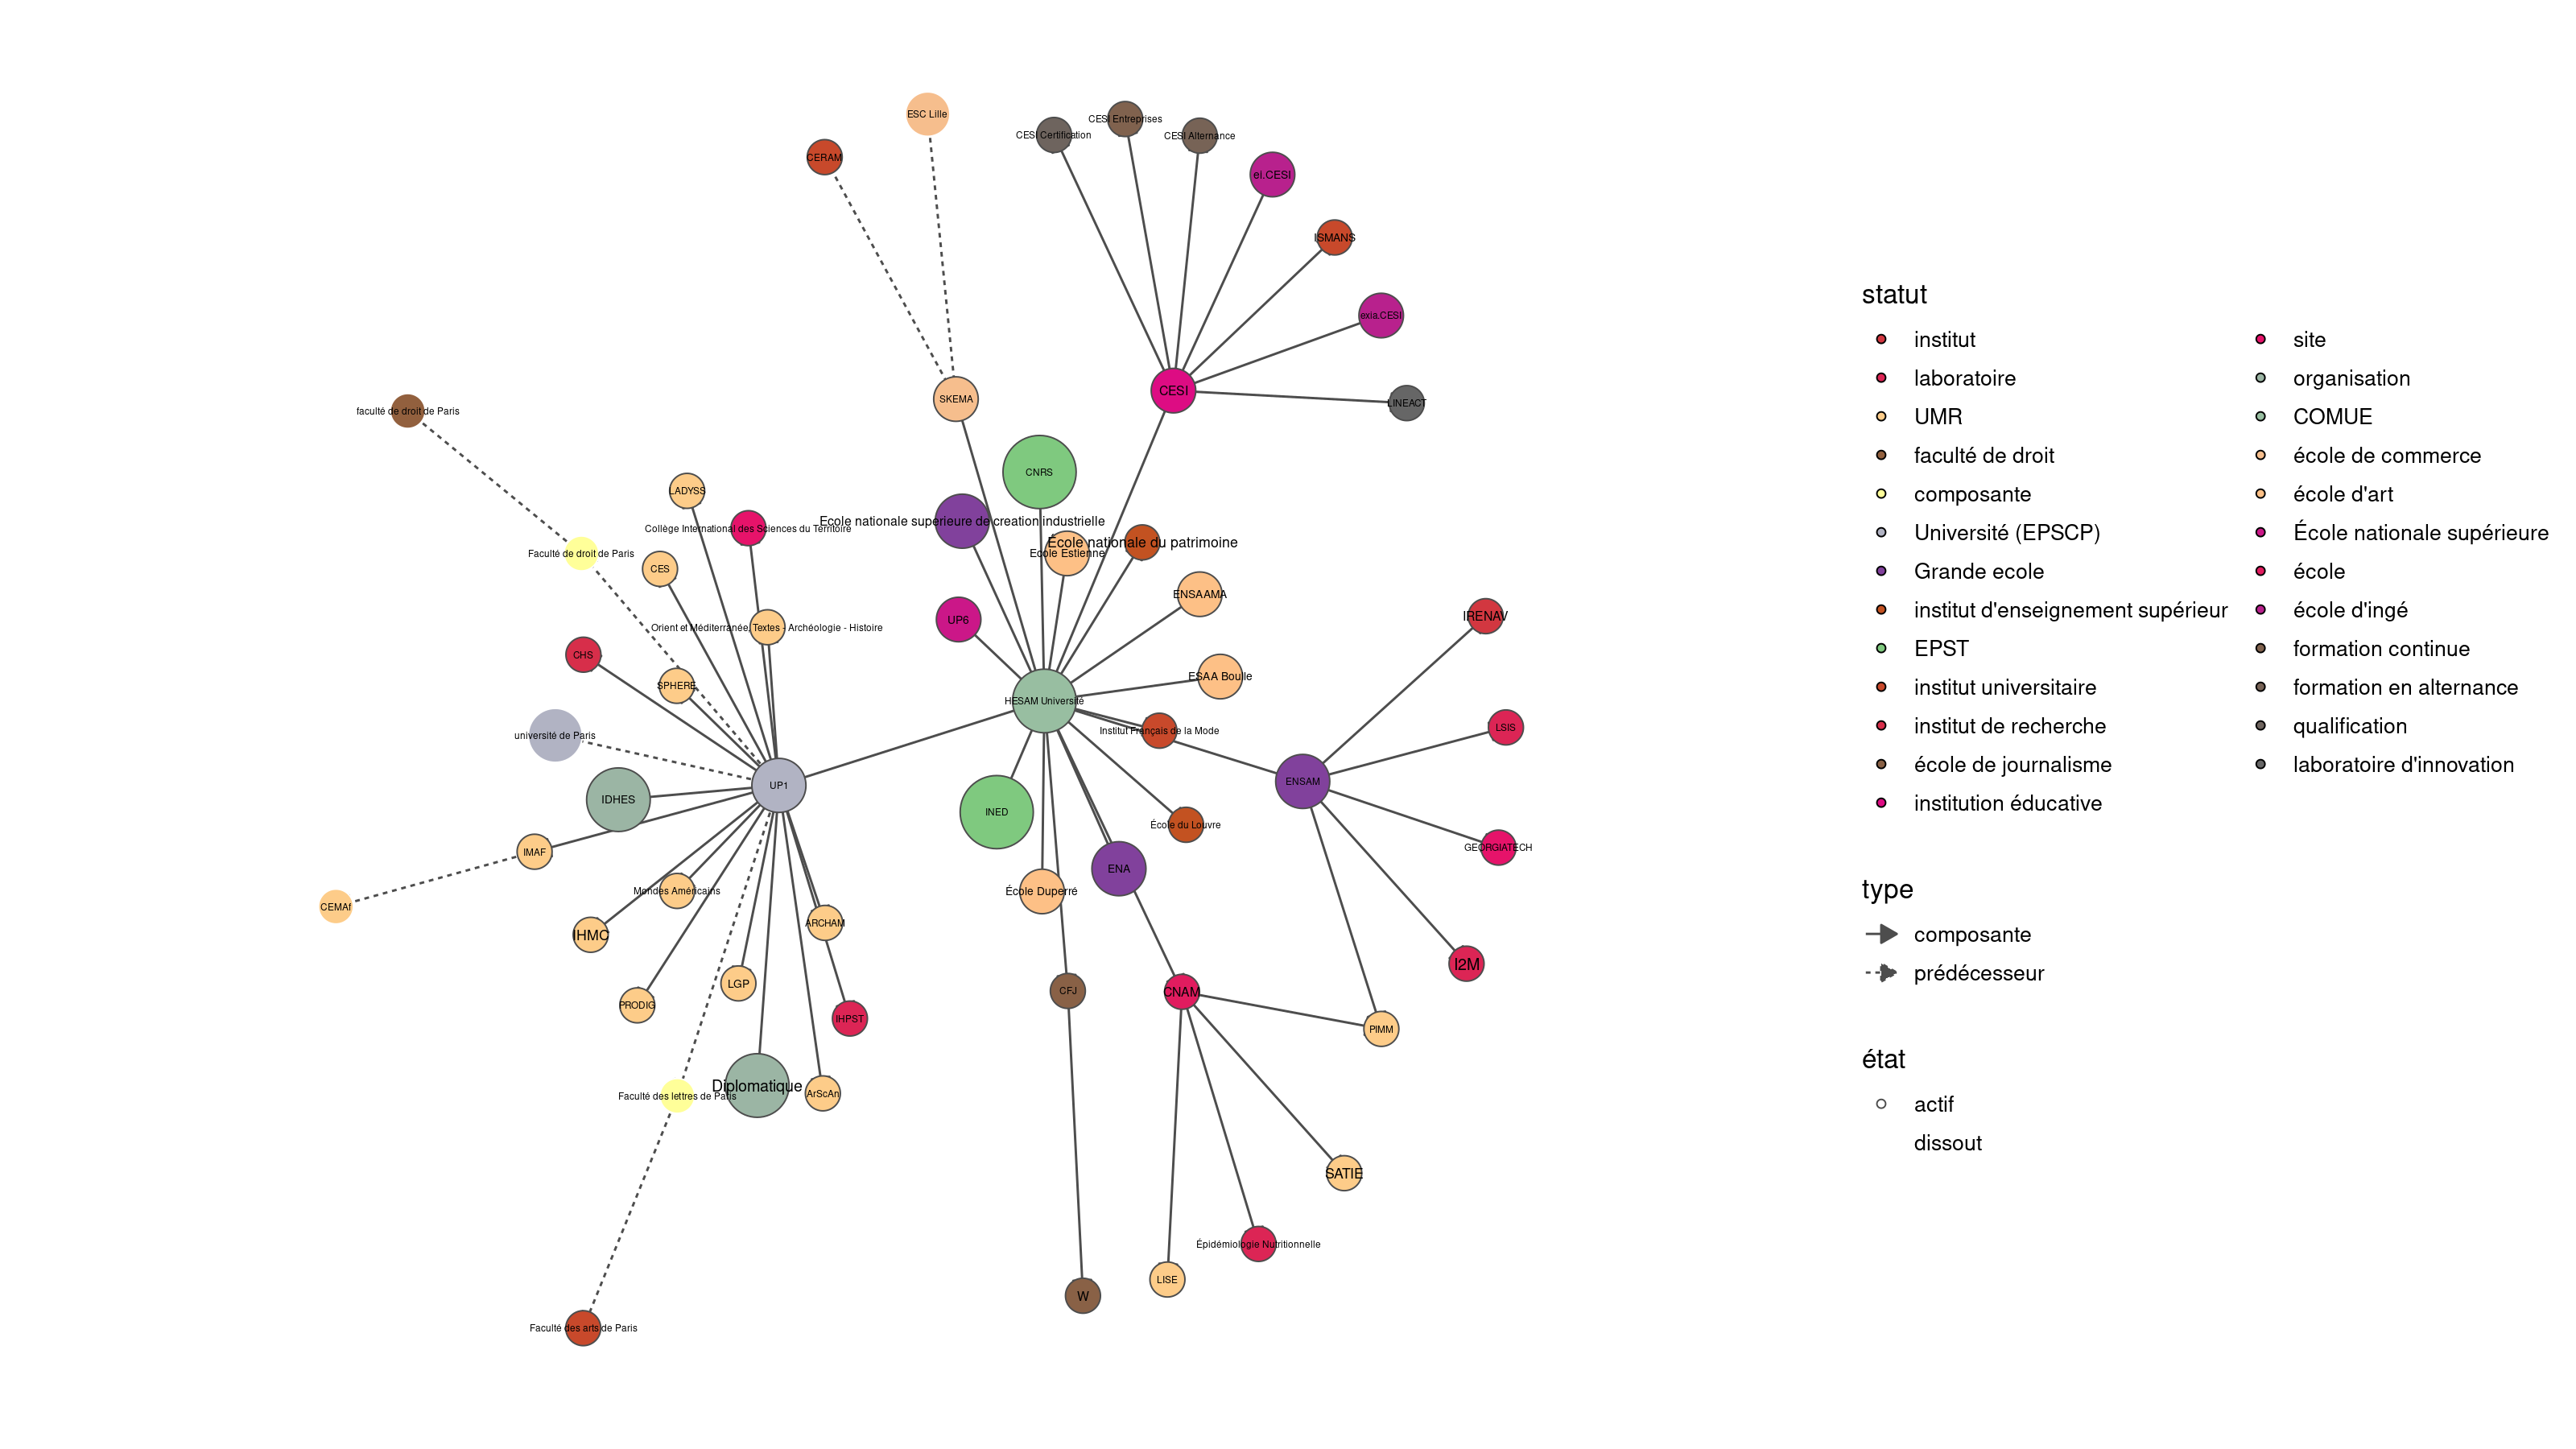 ESC Lille
CESI Entreprises
CESI Certification
CESI Alternance
CERAM
ei.CESI
ISMANS
exia.CESI
CESI
SKEMA
LINEACT
faculté de droit de Paris
CNRS
LADYSS
Ecole nationale supérieure de création industrielle
Collège International des Sciences du Territoire
École nationale du patrimoine
Ecole Estienne
Faculté de droit de Paris
CES
ENSAAMA
IRENAV
UP6
Orient et Méditerranée, Textes - Archéologie - Histoire
CHS
ESAA Boulle
SPHERE
HESAM Université
LSIS
Institut Français de la Mode
université de Paris
ENSAM
UP1
IDHES
INED
École du Louvre
GEORGIATECH
IMAF
ENA
Mondes Américains
École Duperré
CEMAf
ARCHAM
IHMC
I2M
LGP
CFJ
CNAM
PRODIG
IHPST
PIMM
Diplomatique
ArScAn
Faculté des lettres de Paris
SATIE
Épidémiologie Nutritionnelle
LISE
W
Faculté des arts de Paris
statut
institut
laboratoire
UMR
faculté de droit
composante
Université (EPSCP)
Grande ecole
institut d'enseignement supérieur
EPST
institut universitaire
institut de recherche
école de journalisme
institution éducative
site
organisation
COMUE
école de commerce
école d'art
École nationale supérieure
école
école d'ingé
formation continue
formation en alternance
qualification
laboratoire d'innovation
type
composante
prédécesseur
état
actif
dissout